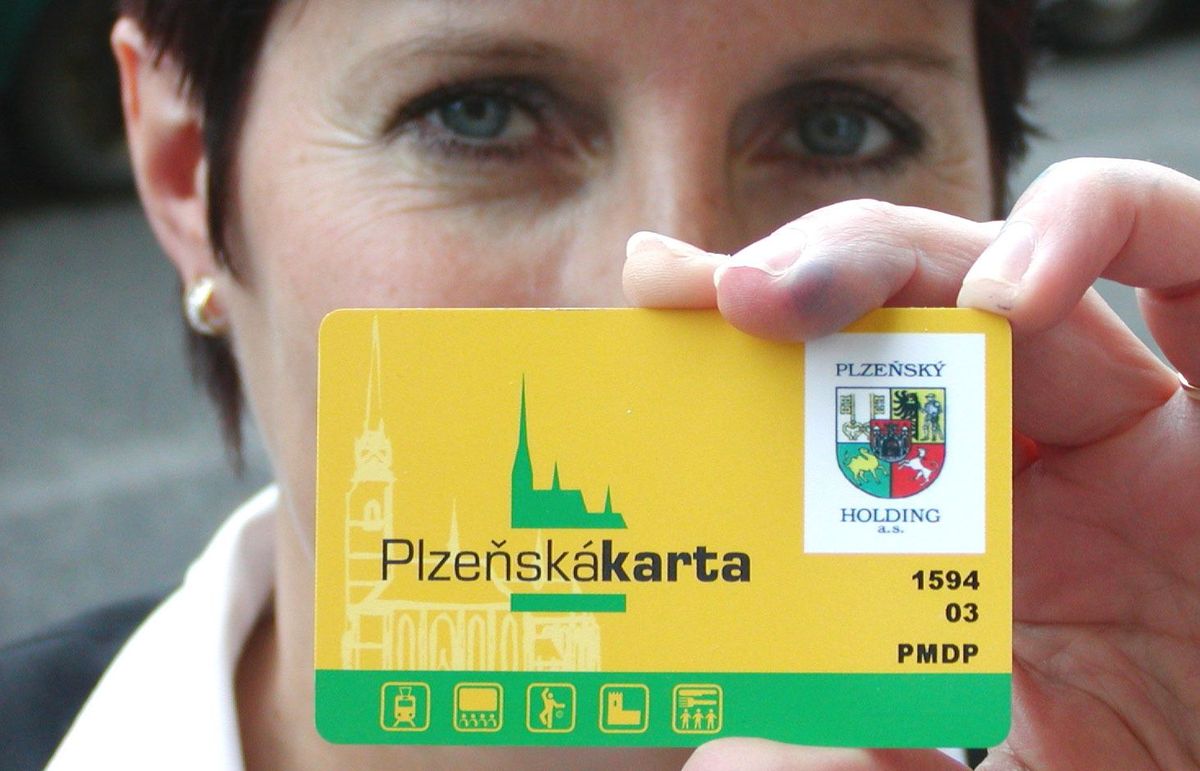 PLZEŇSKÝ
HOLDING
a.s.
Plzeňskákarta
1594
03
PMDP